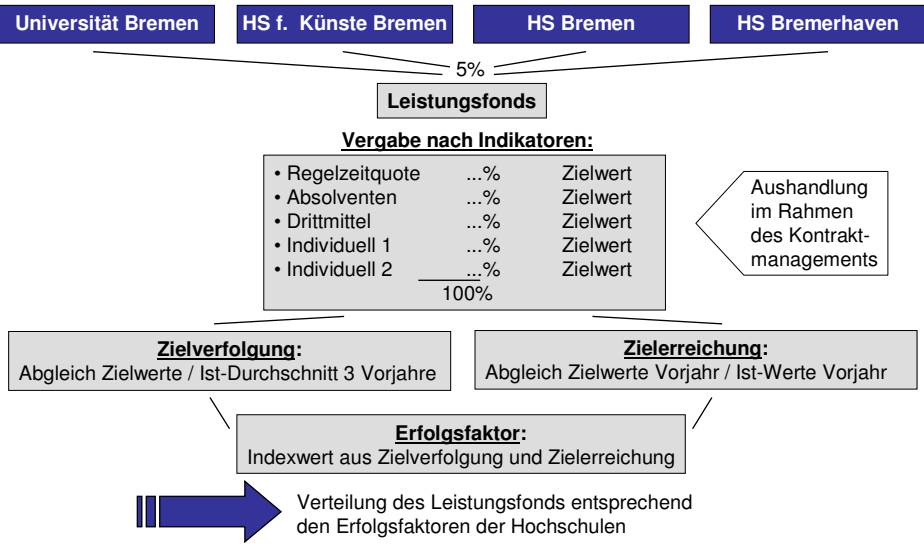 Universität Bremen
HS f. Künste Bremen
HS Bremen
HS Bremerhaven
5%
Leistungsfonds
Vergabe nach Indikatoren:
• Regelzeitquote ...% Zielwert
• Absolventen ...% Zielwert
• Drittmittel ...% Zielwert
• Individuell 1 ...% Zielwert
• Individuell 2 ...% Zielwert
100%
Aushandlung
im Rahmen
des Kontrakt-
managements
Zielverfolgung:
Abgleich Zielwerte / Ist-Durchschnitt 3 Vorjahre
Zielerreichung:
Abgleich Zielwerte Vorjahr / Ist-Werte Vorjahr
Erfolgsfaktor:
Indexwert aus Zielverfolgung und Zielerreichung
Verteilung des Leistungsfonds entsprechend
den Erfolgsfaktoren der Hochschulen